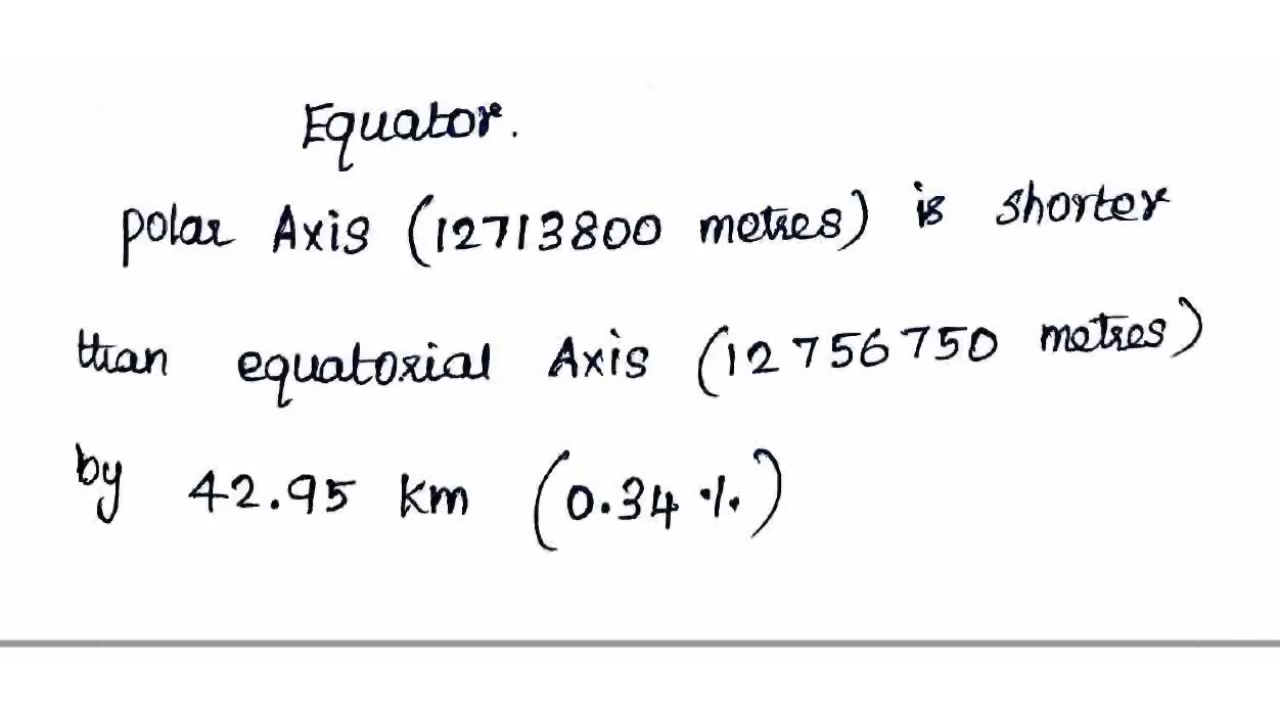 Equator.
polar Axis (12713800 metres) is shorter
than equatorial Axis (12756750 metres)
by 42.95 km (0.34 %)